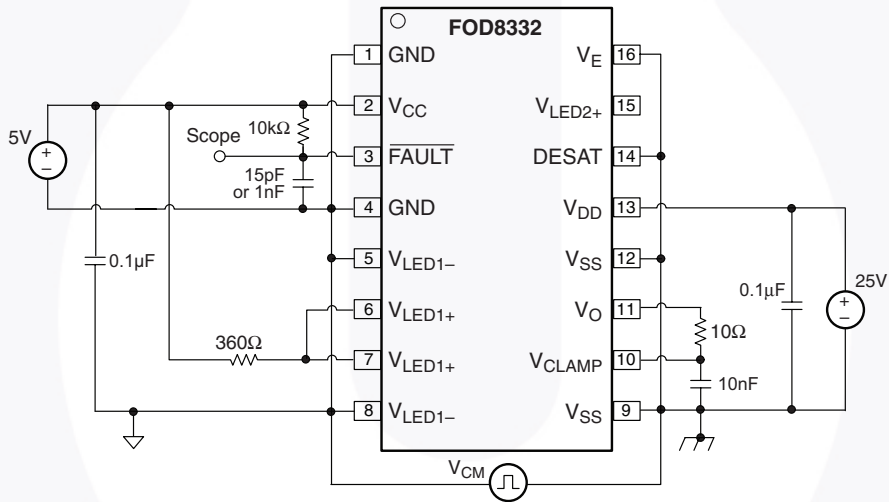 FOD8332
1 GND
VE 16
2 VCC
VLED2+ 15
5V
10kΩ
Scope
3 FAULT
DESAT 14
15pF
or 1nF
4 GND
VDD 13
0.1µF
5 VLED1–
VSS 12
0.1µF
25V
6 VLED1+
VO 11
360Ω
10Ω
7 VLED1+
VCLAMP 10
10nF
8 VLED1–
VSS 9
VCM